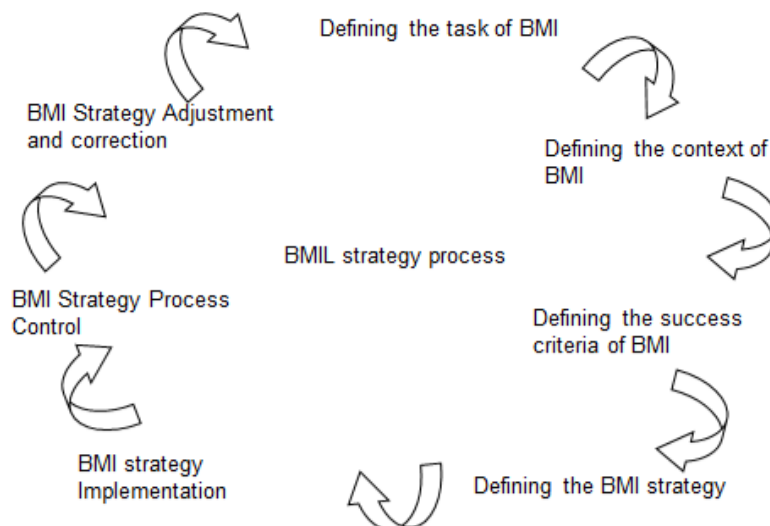 Defining the task of BMI
Defining the context of
BMI
Defining the success
criteria of BMI
Defining the BMI strategy
BMI strategy
Implementation
BMI Strategy Process
Control
BMI Strategy Adjustment
and correction
BMIL strategy process